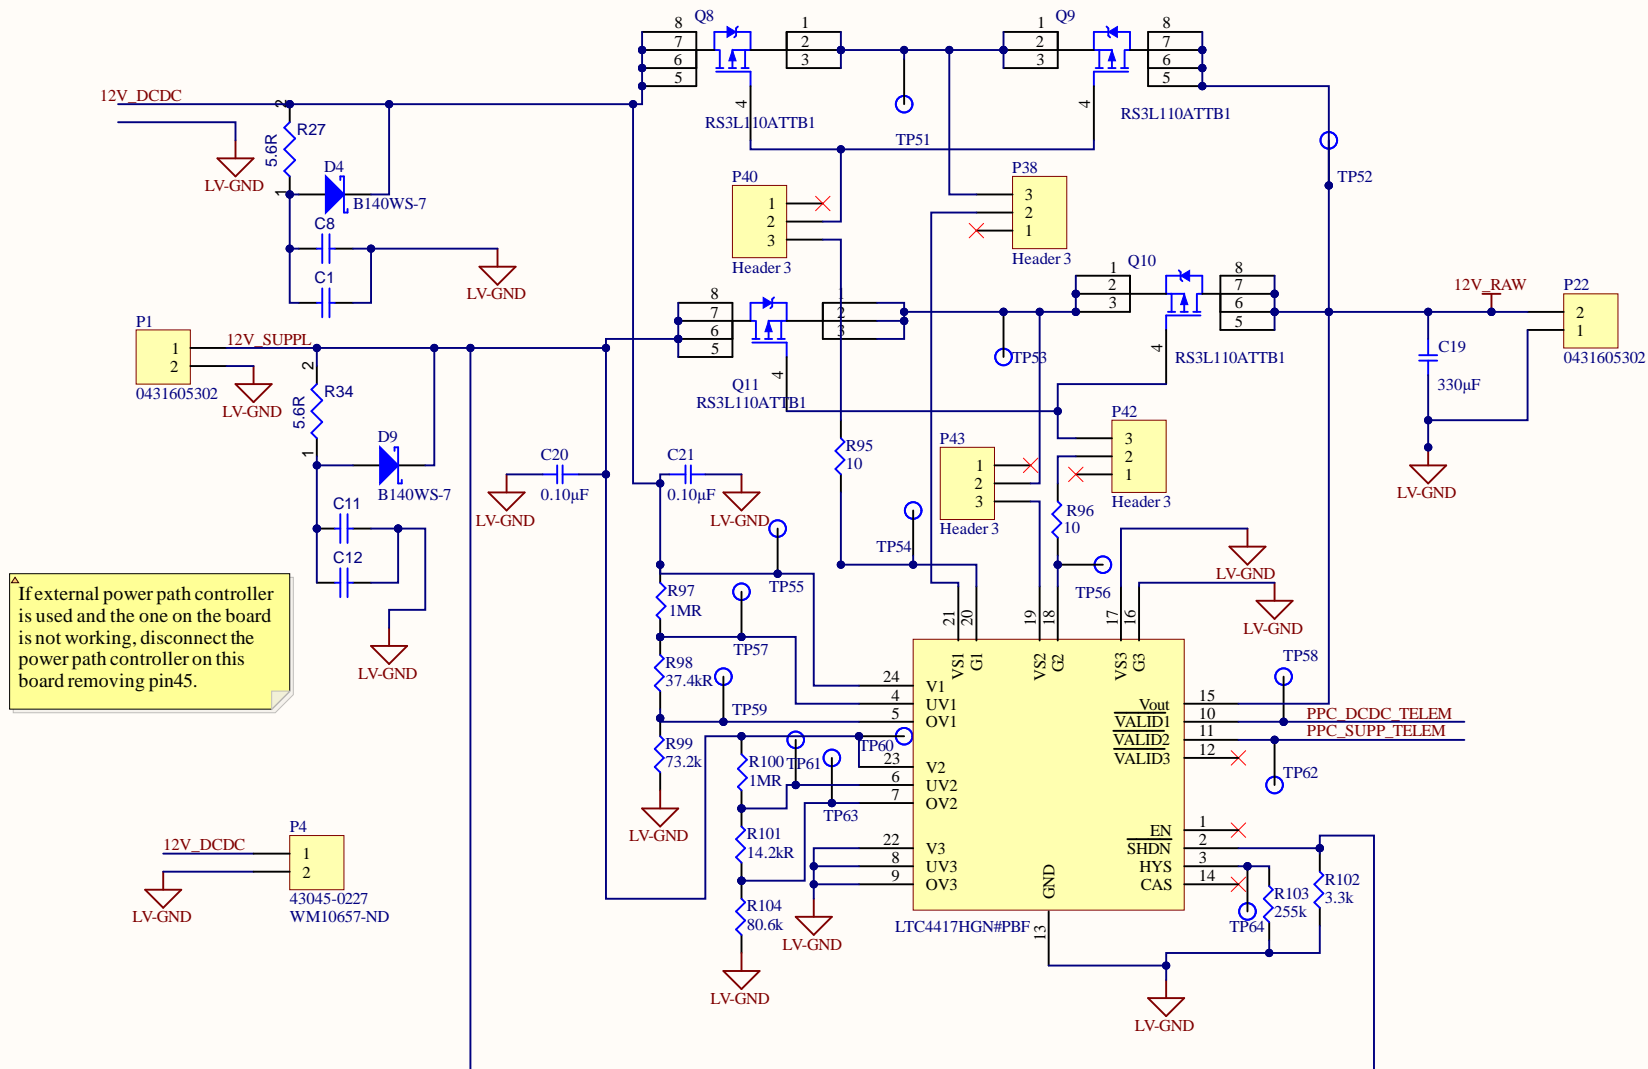 Q8
8
7
6
5
4
1
2
3
RS3L110ATTB1
Q9
1
2
3
8
7
6
5
4
RS3L110ATTB1
TP51
TP52
12V_DCDC
LV-GND
2
R27
5.6R
1
D4
B140WS-7
C8
C1
LV-GND
P40
1
2
3
Header 3
P38
3
2
1
Header 3
Q10
1
2
3
8
7
6
5
4
RS3L110ATTB1
12V_RAW
P22
2
1
0431605302
C19
330µF
LV-GND
8
7
6
5
1
2
3
4
Q11
RS3L110ATTB1
TP53
P1
1
2
0431605302
12V_SUPPL
LV-GND
2
R34
5.6R
1
D9
B140WS-7
C11
C12
LV-GND
C20
0.10µF
LV-GND
C21
0.10µF
LV-GND
R95
10
P43
1
2
3
Header 3
P42
3
2
1
Header 3
R96
10
TP54
TP55
TP56
LV-GND
LV-GND
If external power path controller
is used and the one on the board
is not working, disconnect the
power path controller on this
board removing pin45.
R97
1MR
TP57
R98
37.4kR
TP59
R99
73.2k
LV-GND
TP60
R100
1MR
TP61
TP63
R101
14.2kR
R104
80.6k
LV-GND
LV-GND
21
20
19
18
17
16
VS1
G1
VS2
G2
VS3
G3
24
V1
4
UV1
5
OV1
23
V2
6
UV2
7
OV2
22
V3
8
UV3
9
OV3
GND
13
Vout
15
VALID1
10
VALID2
11
VALID3
12
EN
1
SHDN
2
HYS
3
CAS
14
LTC4417HGN#PBF
TP58
PPC_DCDC_TELEM
PPC_SUPP_TELEM
TP62
R103
255k
R102
3.3k
TP64
LV-GND
12V_DCDC
P4
1
2
LV-GND
43045-0227
WM10657-ND